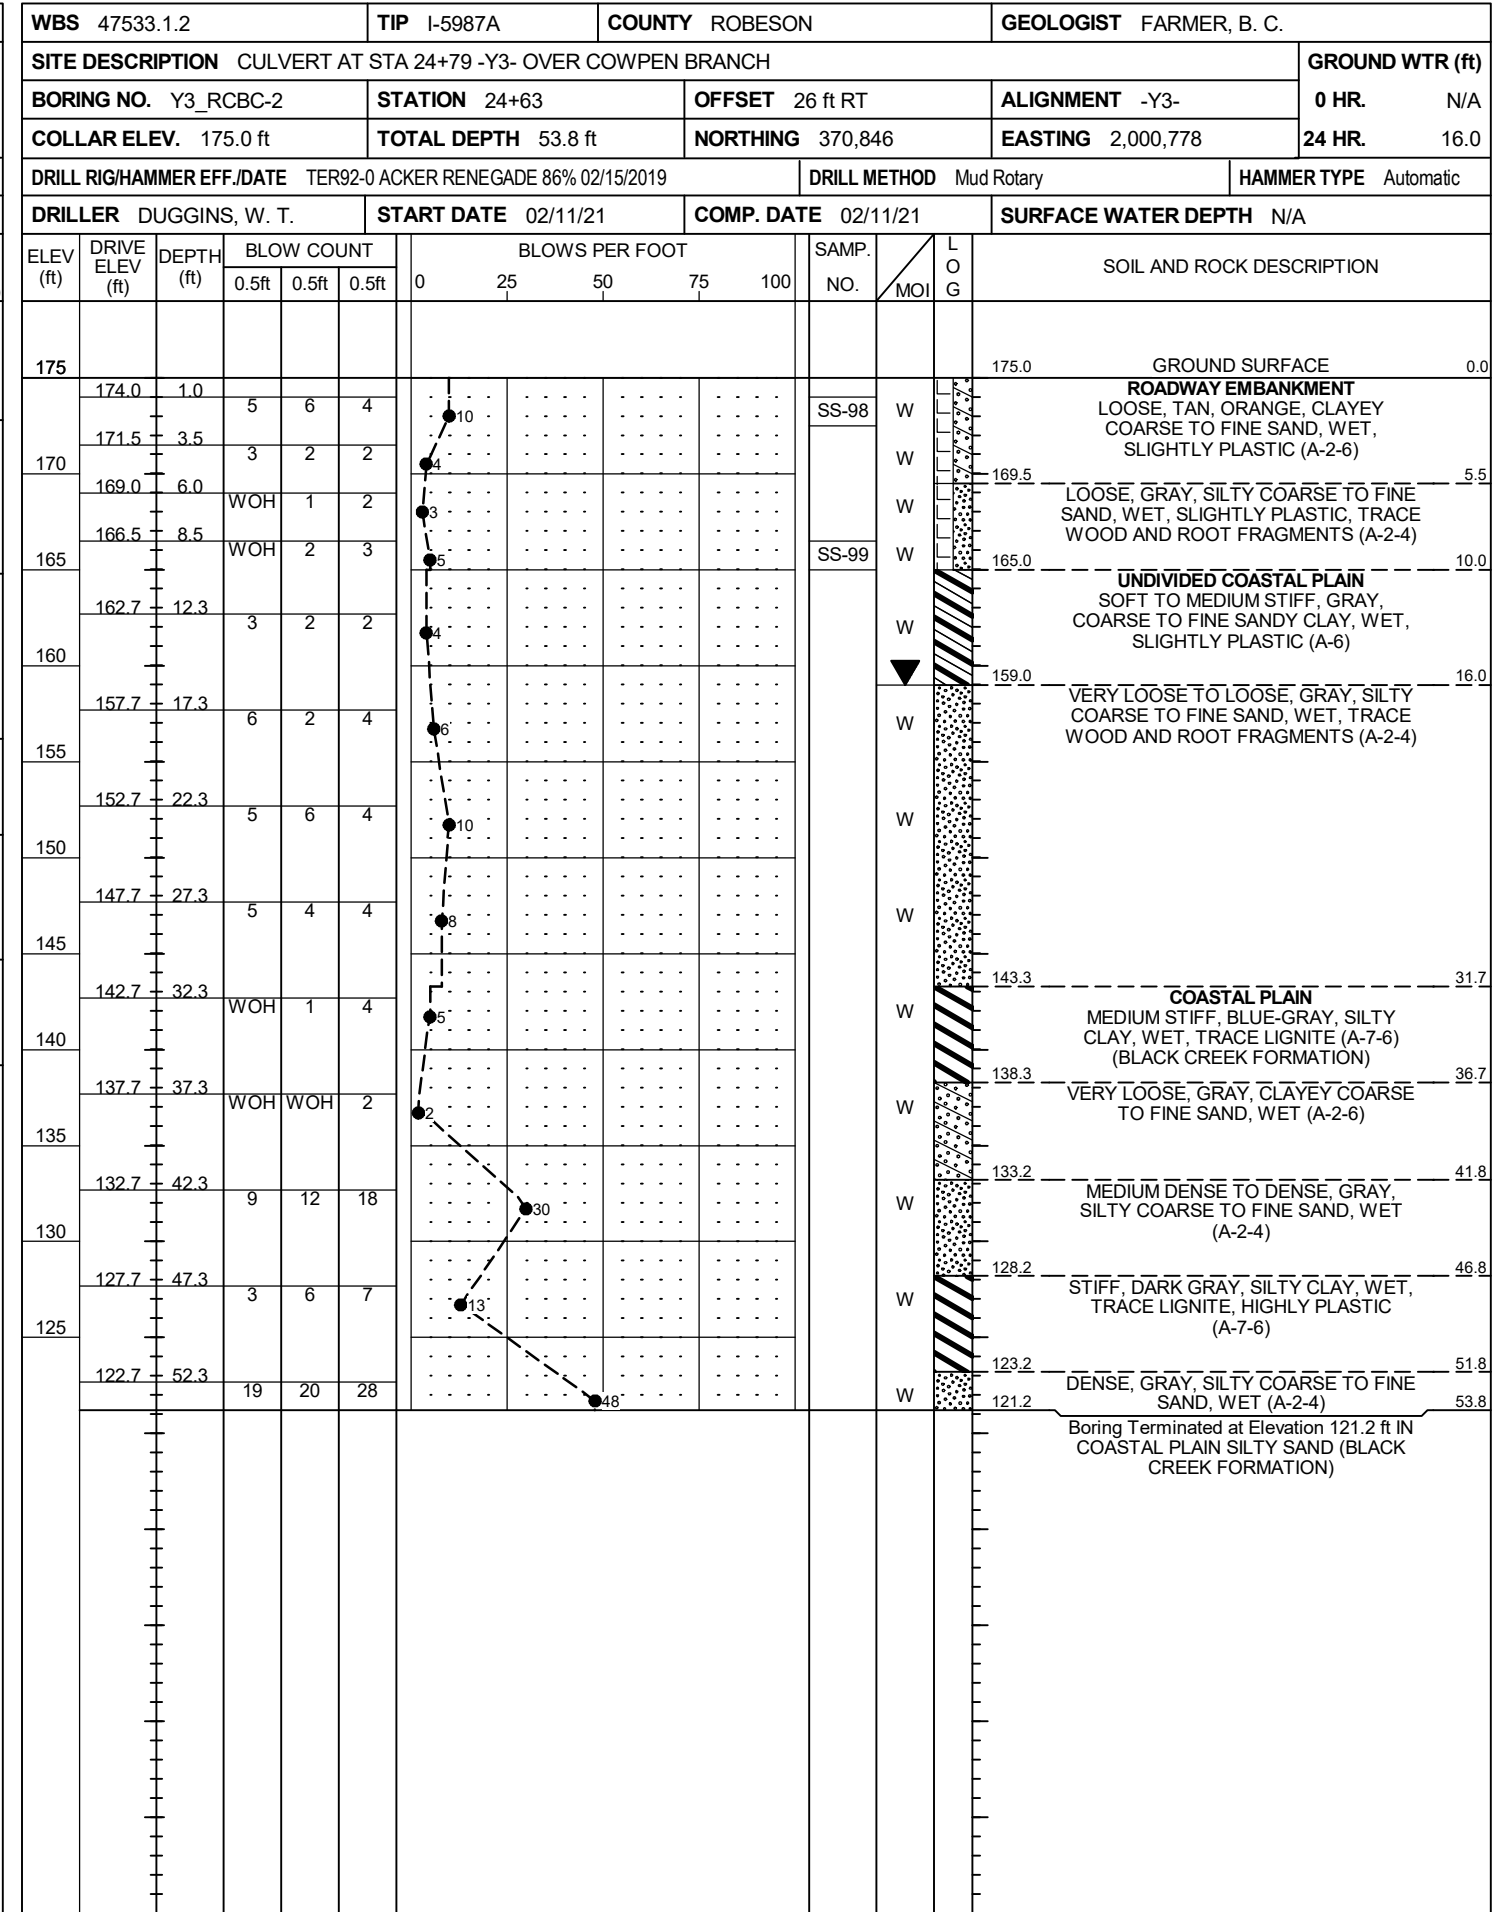 WBS 47533.1.2 TIP I-5987A COUNTY ROBESON GEOLOGIST FARMER, B. C.
SITE DESCRIPTION CULVERT AT STA 24+79 -Y3- OVER COWPEN BRANCH GROUND WTR (ft)
BORING NO. Y3_RCBC-2 STATION 24+63 OFFSET 26 ft RT ALIGNMENT -Y3- 0 HR. N/A
COLLAR ELEV. 175.0 ft TOTAL DEPTH 53.8 ft NORTHING 370,846 EASTING 2,000,778 24 HR. 16.0
DRILL RIG/HAMMER EFF./DATE TER92-0 ACKER RENEGADE 86% 02/15/2019 DRILL METHOD Mud Rotary HAMMER TYPE Automatic
DRILLER DUGGINS, W. T. START DATE 02/11/21 COMP. DATE 02/11/21 SURFACE WATER DEPTH N/A
ELEV (ft) DRIVE ELEV (ft) DEPTH (ft) BLOW COUNT BLOWS PER FOOT SAMP. NO. MOI LOG SOIL AND ROCK DESCRIPTION
0.5ft 0.5ft 0.5ft 0 25 50 75 100
175 175.0 GROUND SURFACE 0.0
174.0 1.0 ROADWAY EMBANKMENT
5 6 4 10 SS-98 W LOOSE, TAN, ORANGE, CLAYEY
COARSE TO FINE SAND, WET,
171.5 3.5 SLIGHTLY PLASTIC (A-2-6)
3 2 2 4 W
170 169.5 5.5
169.0 6.0 LOOSE, GRAY, SILTY COARSE TO FINE
WOH 1 2 3 W SAND, WET, SLIGHTLY PLASTIC, TRACE
166.5 8.5 WOOD AND ROOT FRAGMENTS (A-2-4)
WOH 2 3 5 SS-99 W
165 165.0 10.0
UNDIVIDED COASTAL PLAIN
162.7 12.3 SOFT TO MEDIUM STIFF, GRAY,
3 2 2 4 W COARSE TO FINE SANDY CLAY, WET,
SLIGHTLY PLASTIC (A-6)
160 159.0 16.0
157.7 17.3 VERY LOOSE TO LOOSE, GRAY, SILTY
6 2 4 6 W COARSE TO FINE SAND, WET, TRACE
WOOD AND ROOT FRAGMENTS (A-2-4)
155
152.7 22.3
5 6 4 10 W
150
147.7 27.3
5 4 4 8 W
145
143.3 31.7
142.7 32.3 COASTAL PLAIN
WOH 1 4 5 W MEDIUM STIFF, BLUE-GRAY, SILTY
CLAY, WET, TRACE LIGNITE (A-7-6)
140 (BLACK CREEK FORMATION)
138.3 36.7
137.7 37.3 VERY LOOSE, GRAY, CLAYEY COARSE
WOH WOH 2 2 W TO FINE SAND, WET (A-2-6)
135
133.2 41.8
132.7 42.3 MEDIUM DENSE TO DENSE, GRAY,
9 12 18 30 W SILTY COARSE TO FINE SAND, WET
130 (A-2-4)
128.2 46.8
127.7 47.3 STIFF, DARK GRAY, SILTY CLAY, WET,
3 6 7 13 W TRACE LIGNITE, HIGHLY PLASTIC
125 (A-7-6)
123.2 51.8
122.7 52.3 DENSE, GRAY, SILTY COARSE TO FINE
19 20 28 48 W SAND, WET (A-2-4)
121.2 53.8
Boring Terminated at Elevation 121.2 ft IN
COASTAL PLAIN SILTY SAND (BLACK
CREEK FORMATION)